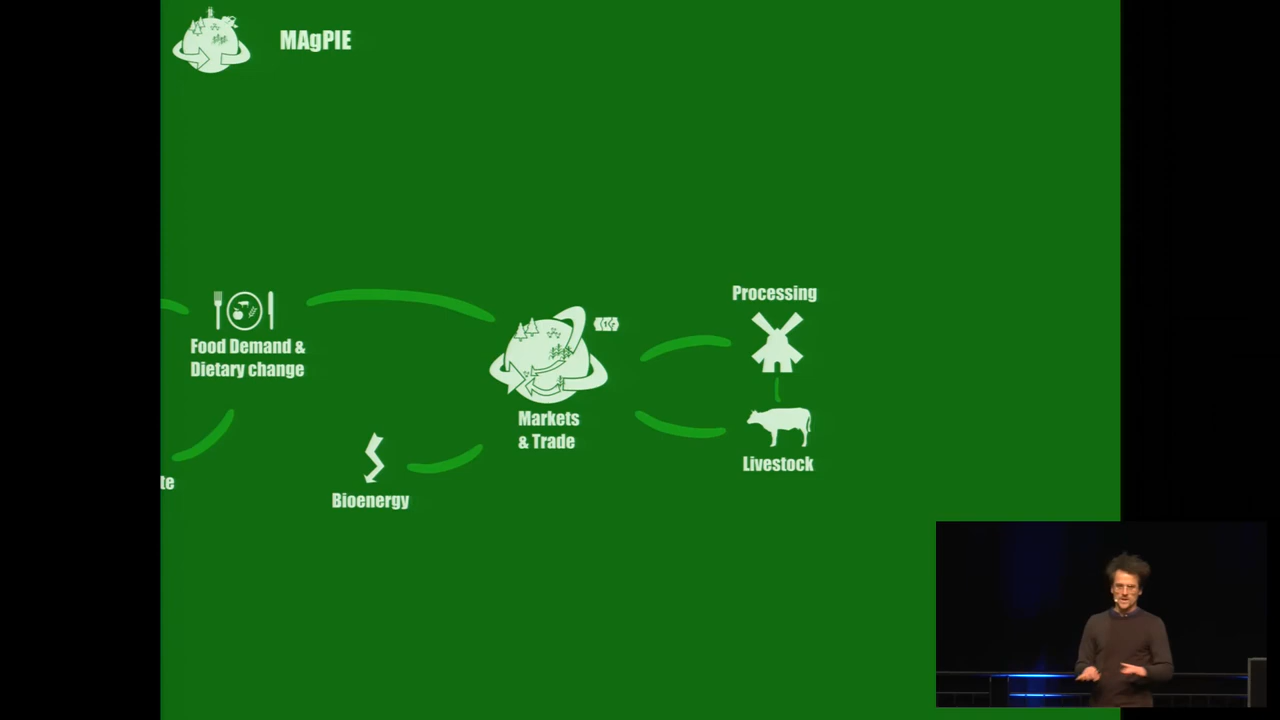 MAgPIE
Processing
Food Demand &
Dietary change
Markets
& Trade
Livestock
te
Bioenergy